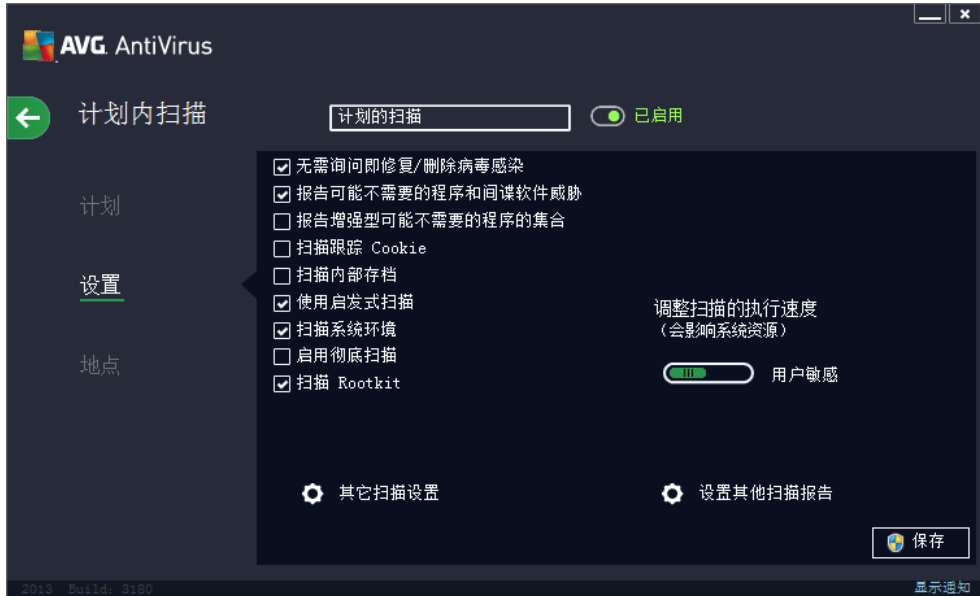 AVG. AntiVirus
计划内扫描
计划的扫描
已启用
计划
设置
地点
无需询问即修复/删除病毒感染
报告可能不需要的程序和间谍软件威胁
报告增强型可能不需要的程序的集合
扫描跟踪 Cookie
扫描内部存档
使用启发式扫描
扫描系统环境
启用彻底扫描
扫描 Rootkit
调整扫描的执行速度
（会影响系统资源）
用户敏感
其它扫描设置
设置其他扫描报告
保存
2013 Build: 3180
显示通知